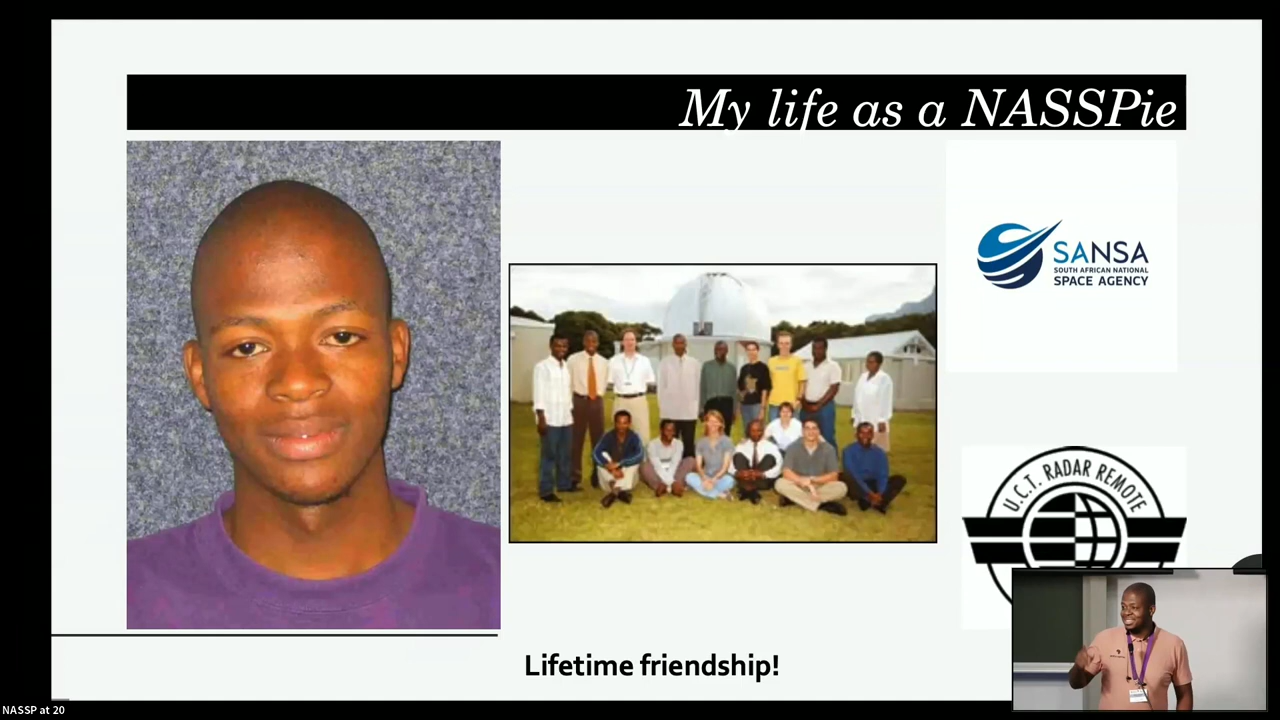 My life as a NASSPie
SANSA
SOUTH AFRICAN NATIONAL
SPACE AGENCY
U.C.T. RADAR REMOTE
Lifetime friendship!
NASSP at 20